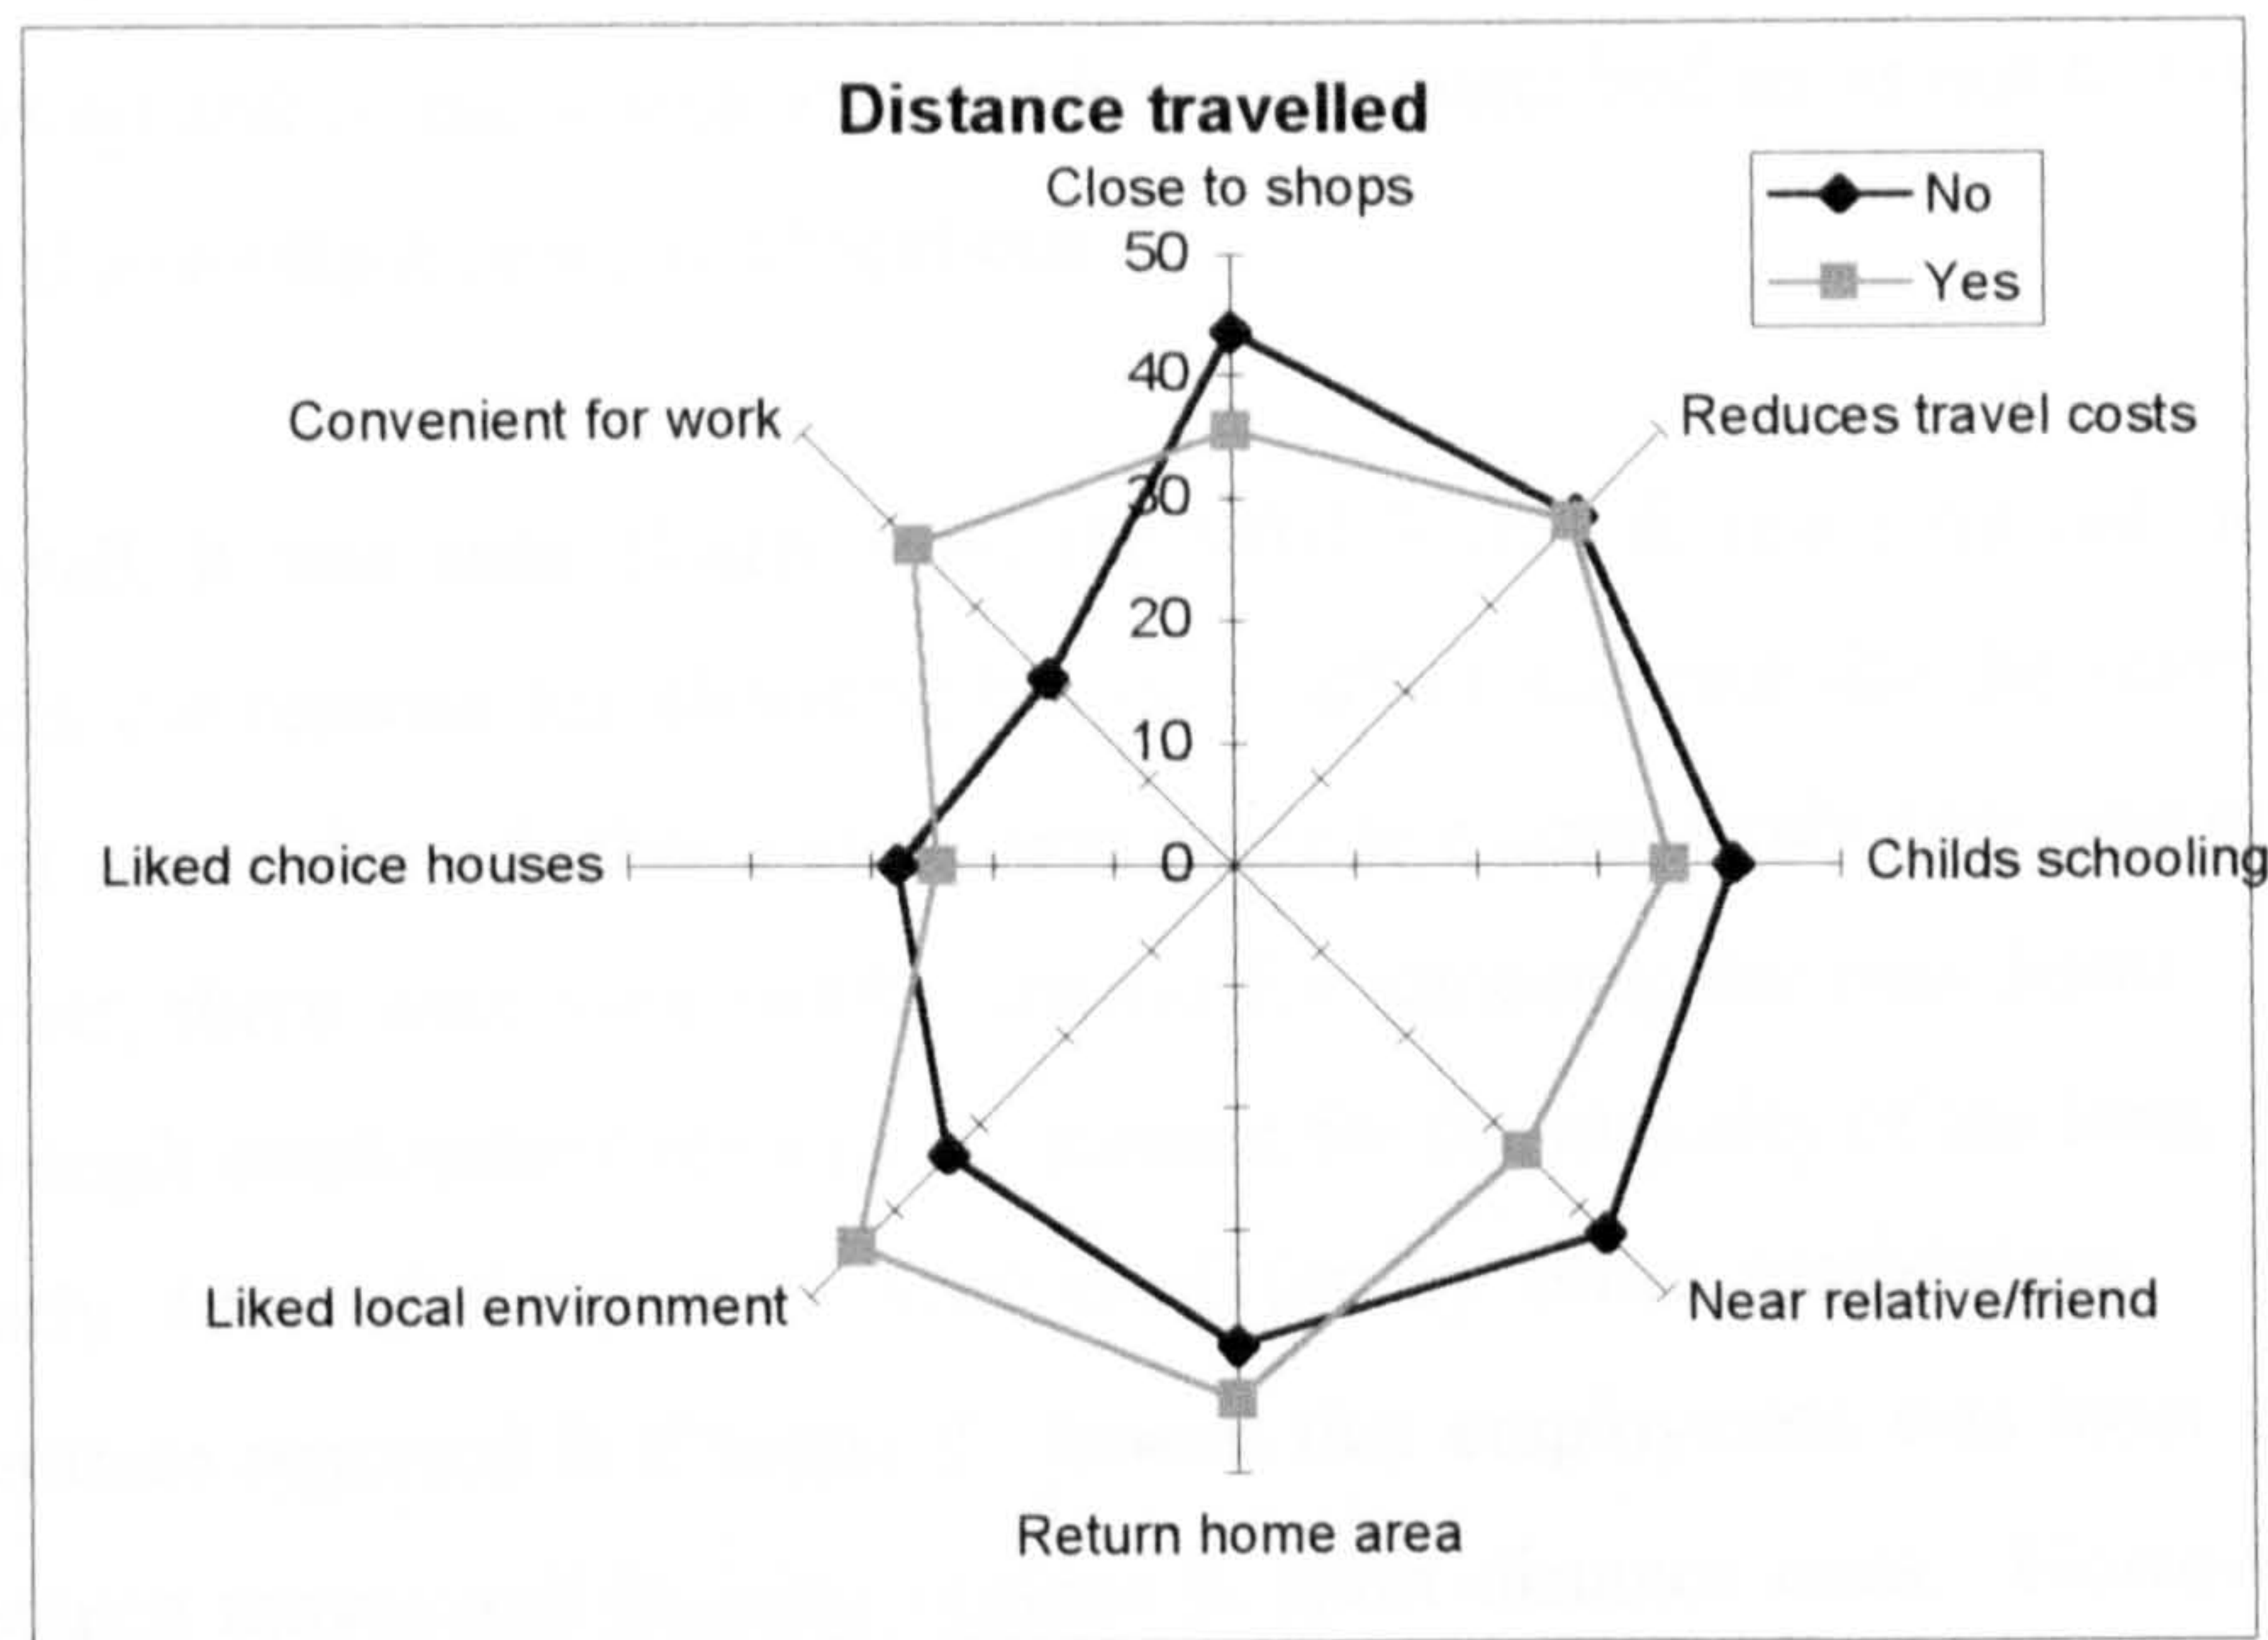 Distance travelled
Close to shops
No
Yes
50
40
30
20
10
0
Convenient for work
Reduces travel costs
Liked choice houses
Childs schooling
Liked local environment
Near relative/friend
Return home area